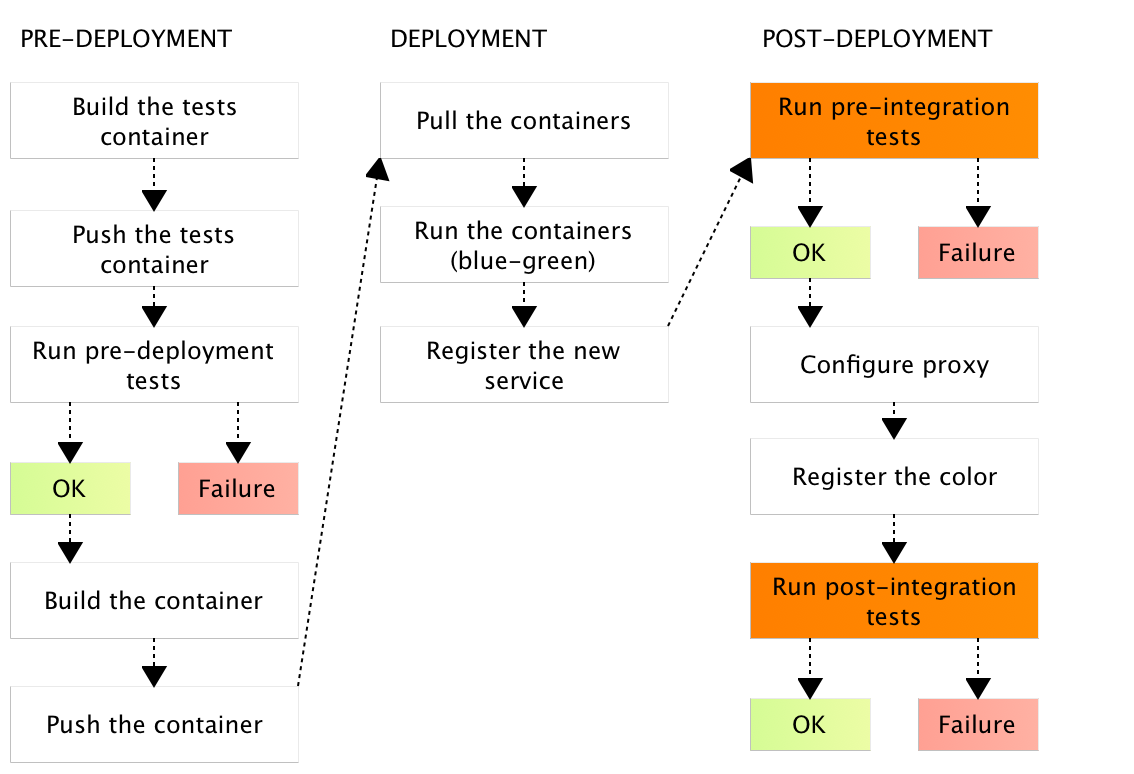 PRE-DEPLOYMENT
Build the tests
container
Push the tests
container
Run pre-deployment
tests
OK
Failure
Build the container
Push the container
DEPLOYMENT
Pull the containers
Run the containers
(blue-green)
Register the new
service
POST-DEPLOYMENT
Run pre-integration
tests
OK
Failure
Configure proxy
Register the color
Run post-integration
tests
OK
Failure